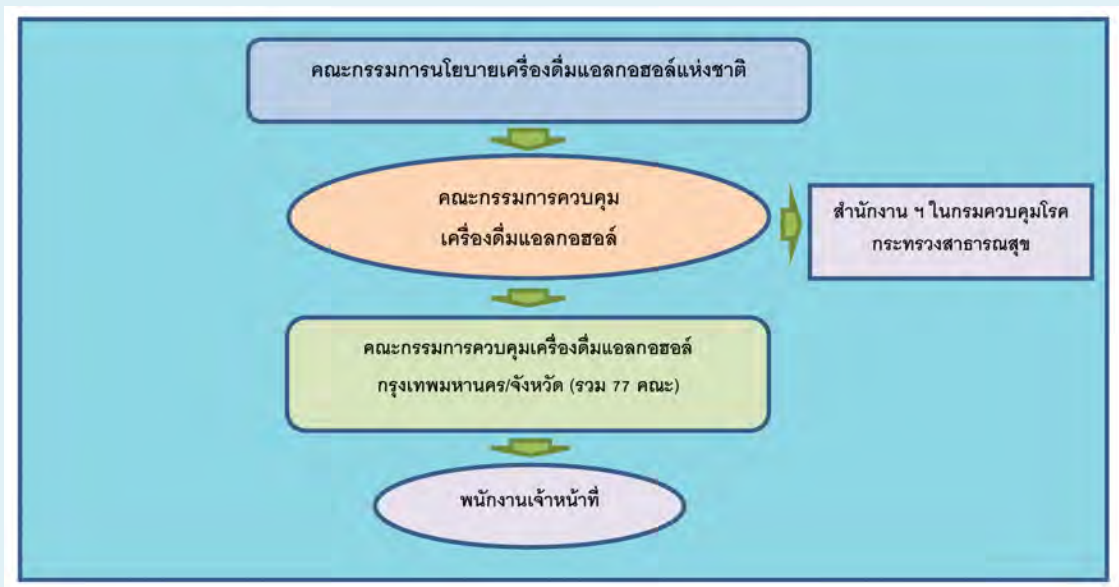 คณะกรรมการนโยบายเครื่องดื่มแอลกอฮอล์แห่งชาติ
คณะกรรมการควบคุม
เครื่องดื่มแอลกอฮอล์
สำนักงาน ฯ ในกรมควบคุมโรค
กระทรวงสาธารณสุข
คณะกรรมการควบคุมเครื่องดื่มแอลกอฮอล์
กรุงเทพมหานคร/จังหวัด (รวม 77 คณะ)
พนักงานเจ้าหน้าที่